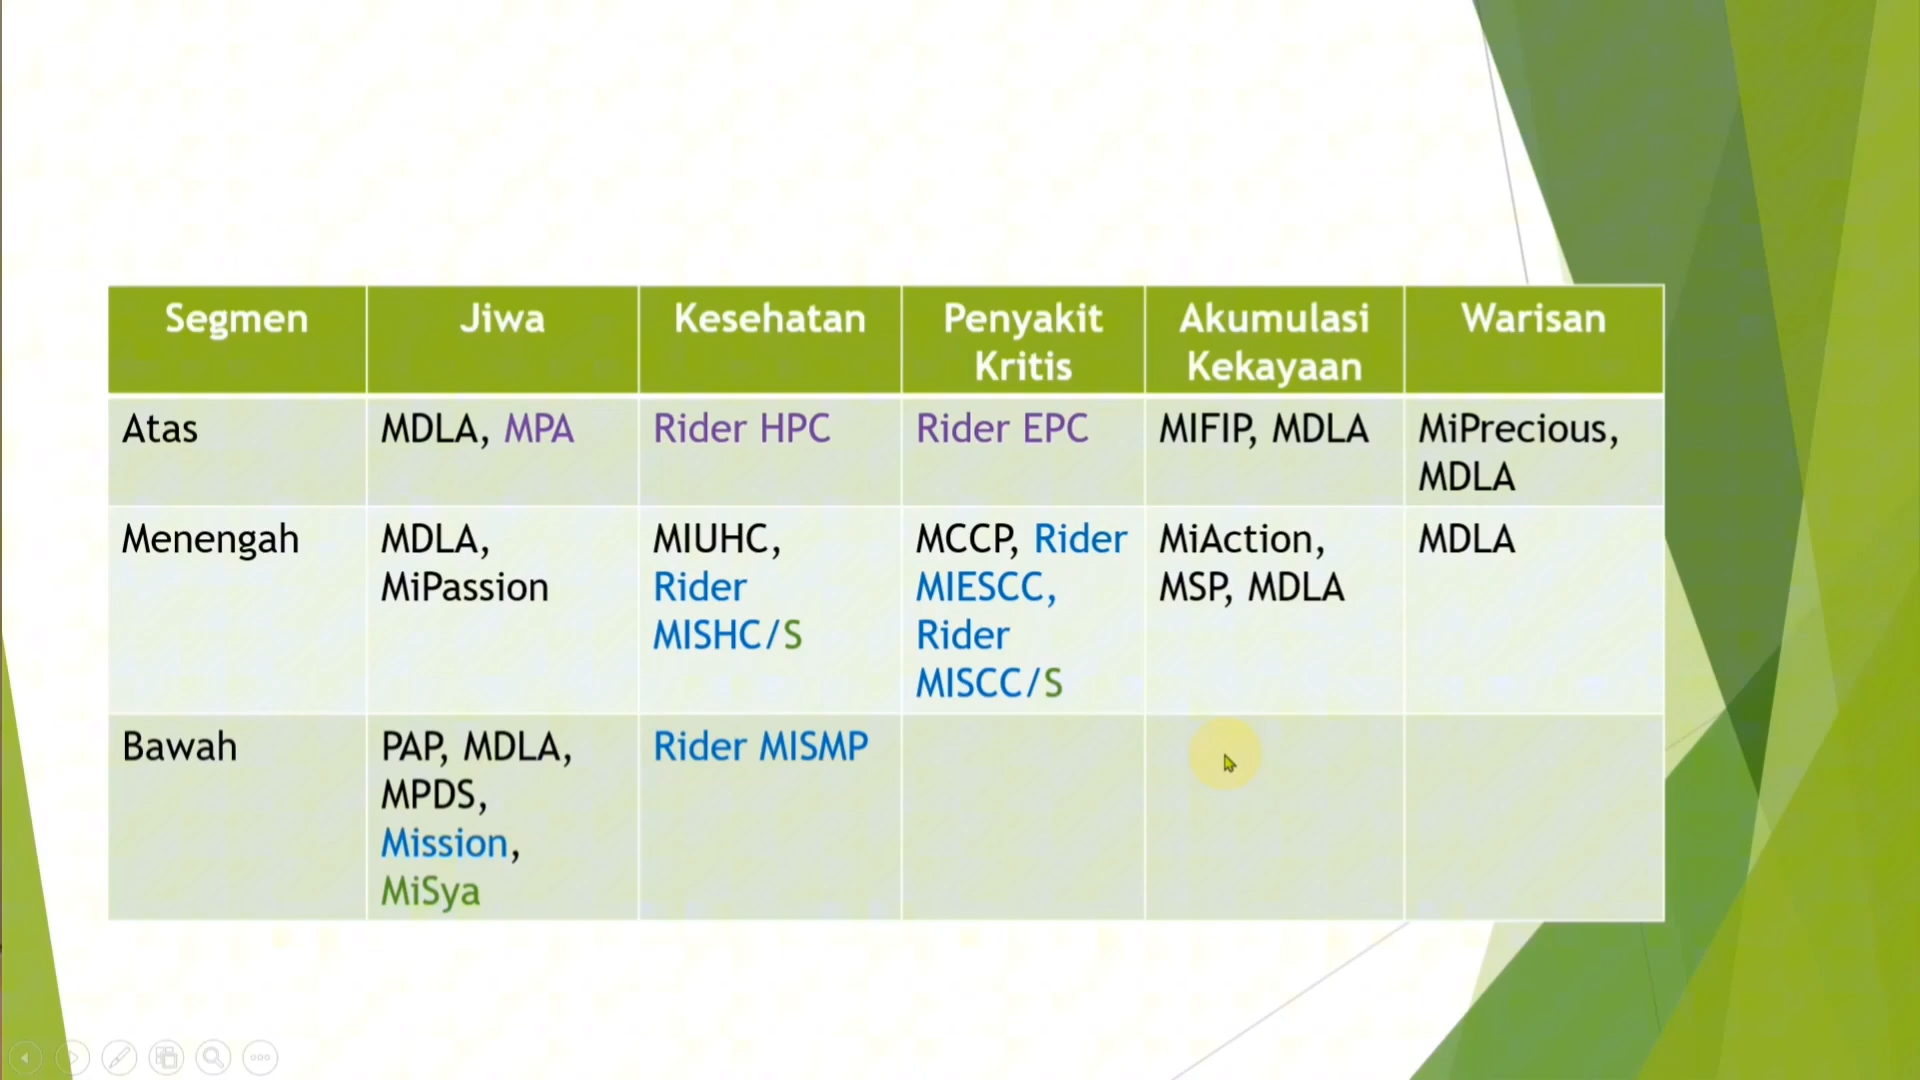 Segmen
Jiwa
Kesehatan
Penyakit
Kritis
Akumulasi
Kekayaan
Warisan
Atas
MDLA, MPA
Rider HPC
Rider EPC
MIFIP, MDLA
MiPrecious,
MDLA
Menengah
MDLA,
MiPassion
MIUHC,
Rider
MISHC/S
MCCP, Rider
MIESCC,
Rider
MISCC/S
MiAction,
MSP, MDLA
MDLA
Bawah
PAP, MDLA,
MPDS,
Mission,
MiSya
Rider MISMP